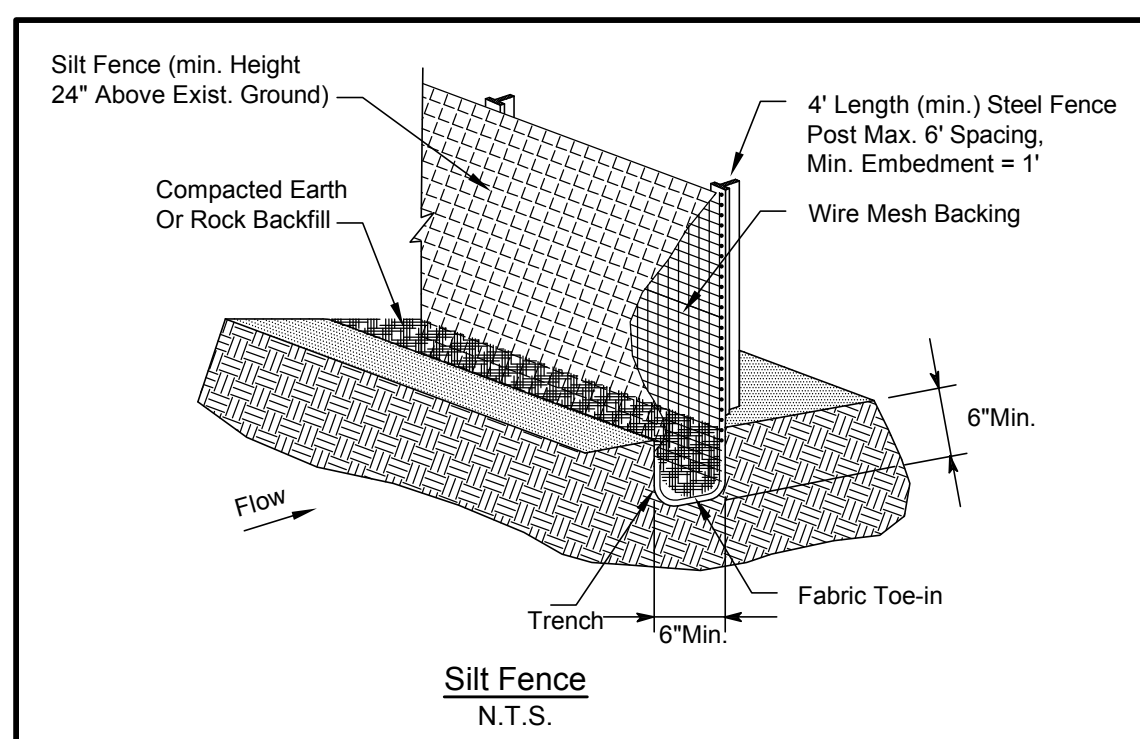 Silt Fence (min. Height
24" Above Exist. Ground)
4' Length (min.) Steel Fence
Post Max. 6' Spacing,
Min. Embedment = 1'
Compacted Earth
Or Rock Backfill
Wire Mesh Backing
6"Min.
Flow
Fabric Toe-in
Trench
6"Min.
Silt Fence
N.T.S.